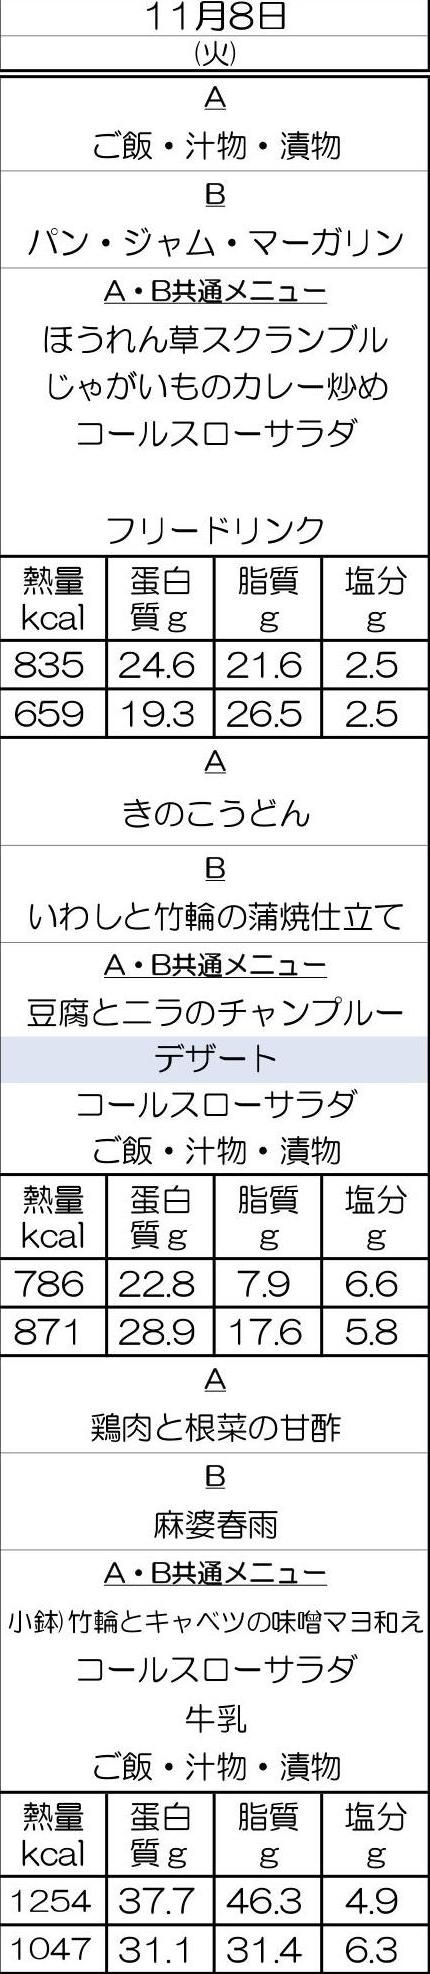 11月8日
(火)
A
ご飯・汁物・漬物
B
パン・ジャム・マーガリン
A・B共通メニュー
ほうれん草スクランブル
じゃがいものカレー炒め
コールスローサラダ
フリードリンク
熱量 蛋白 脂質 塩分
kcal 質g g g
835 24.6 21.6 2.5
659 19.3 26.5 2.5
A
きのこうどん
B
いわしと竹輪の蒲焼仕立て
A・B共通メニュー
豆腐とニラのチャンプルー
デザート
コールスローサラダ
ご飯・汁物・漬物
熱量 蛋白 脂質 塩分
kcal 質g g g
786 22.8 7.9 6.6
871 28.9 17.6 5.8
A
鶏肉と根菜の甘酢
B
麻婆春雨
A・B共通メニュー
小鉢)竹輪とキャベツの味噌マヨ和え
コールスローサラダ
牛乳
ご飯・汁物・漬物
熱量 蛋白 脂質 塩分
kcal 質g g g
1254 37.7 46.3 4.9
1047 31.1 31.4 6.3